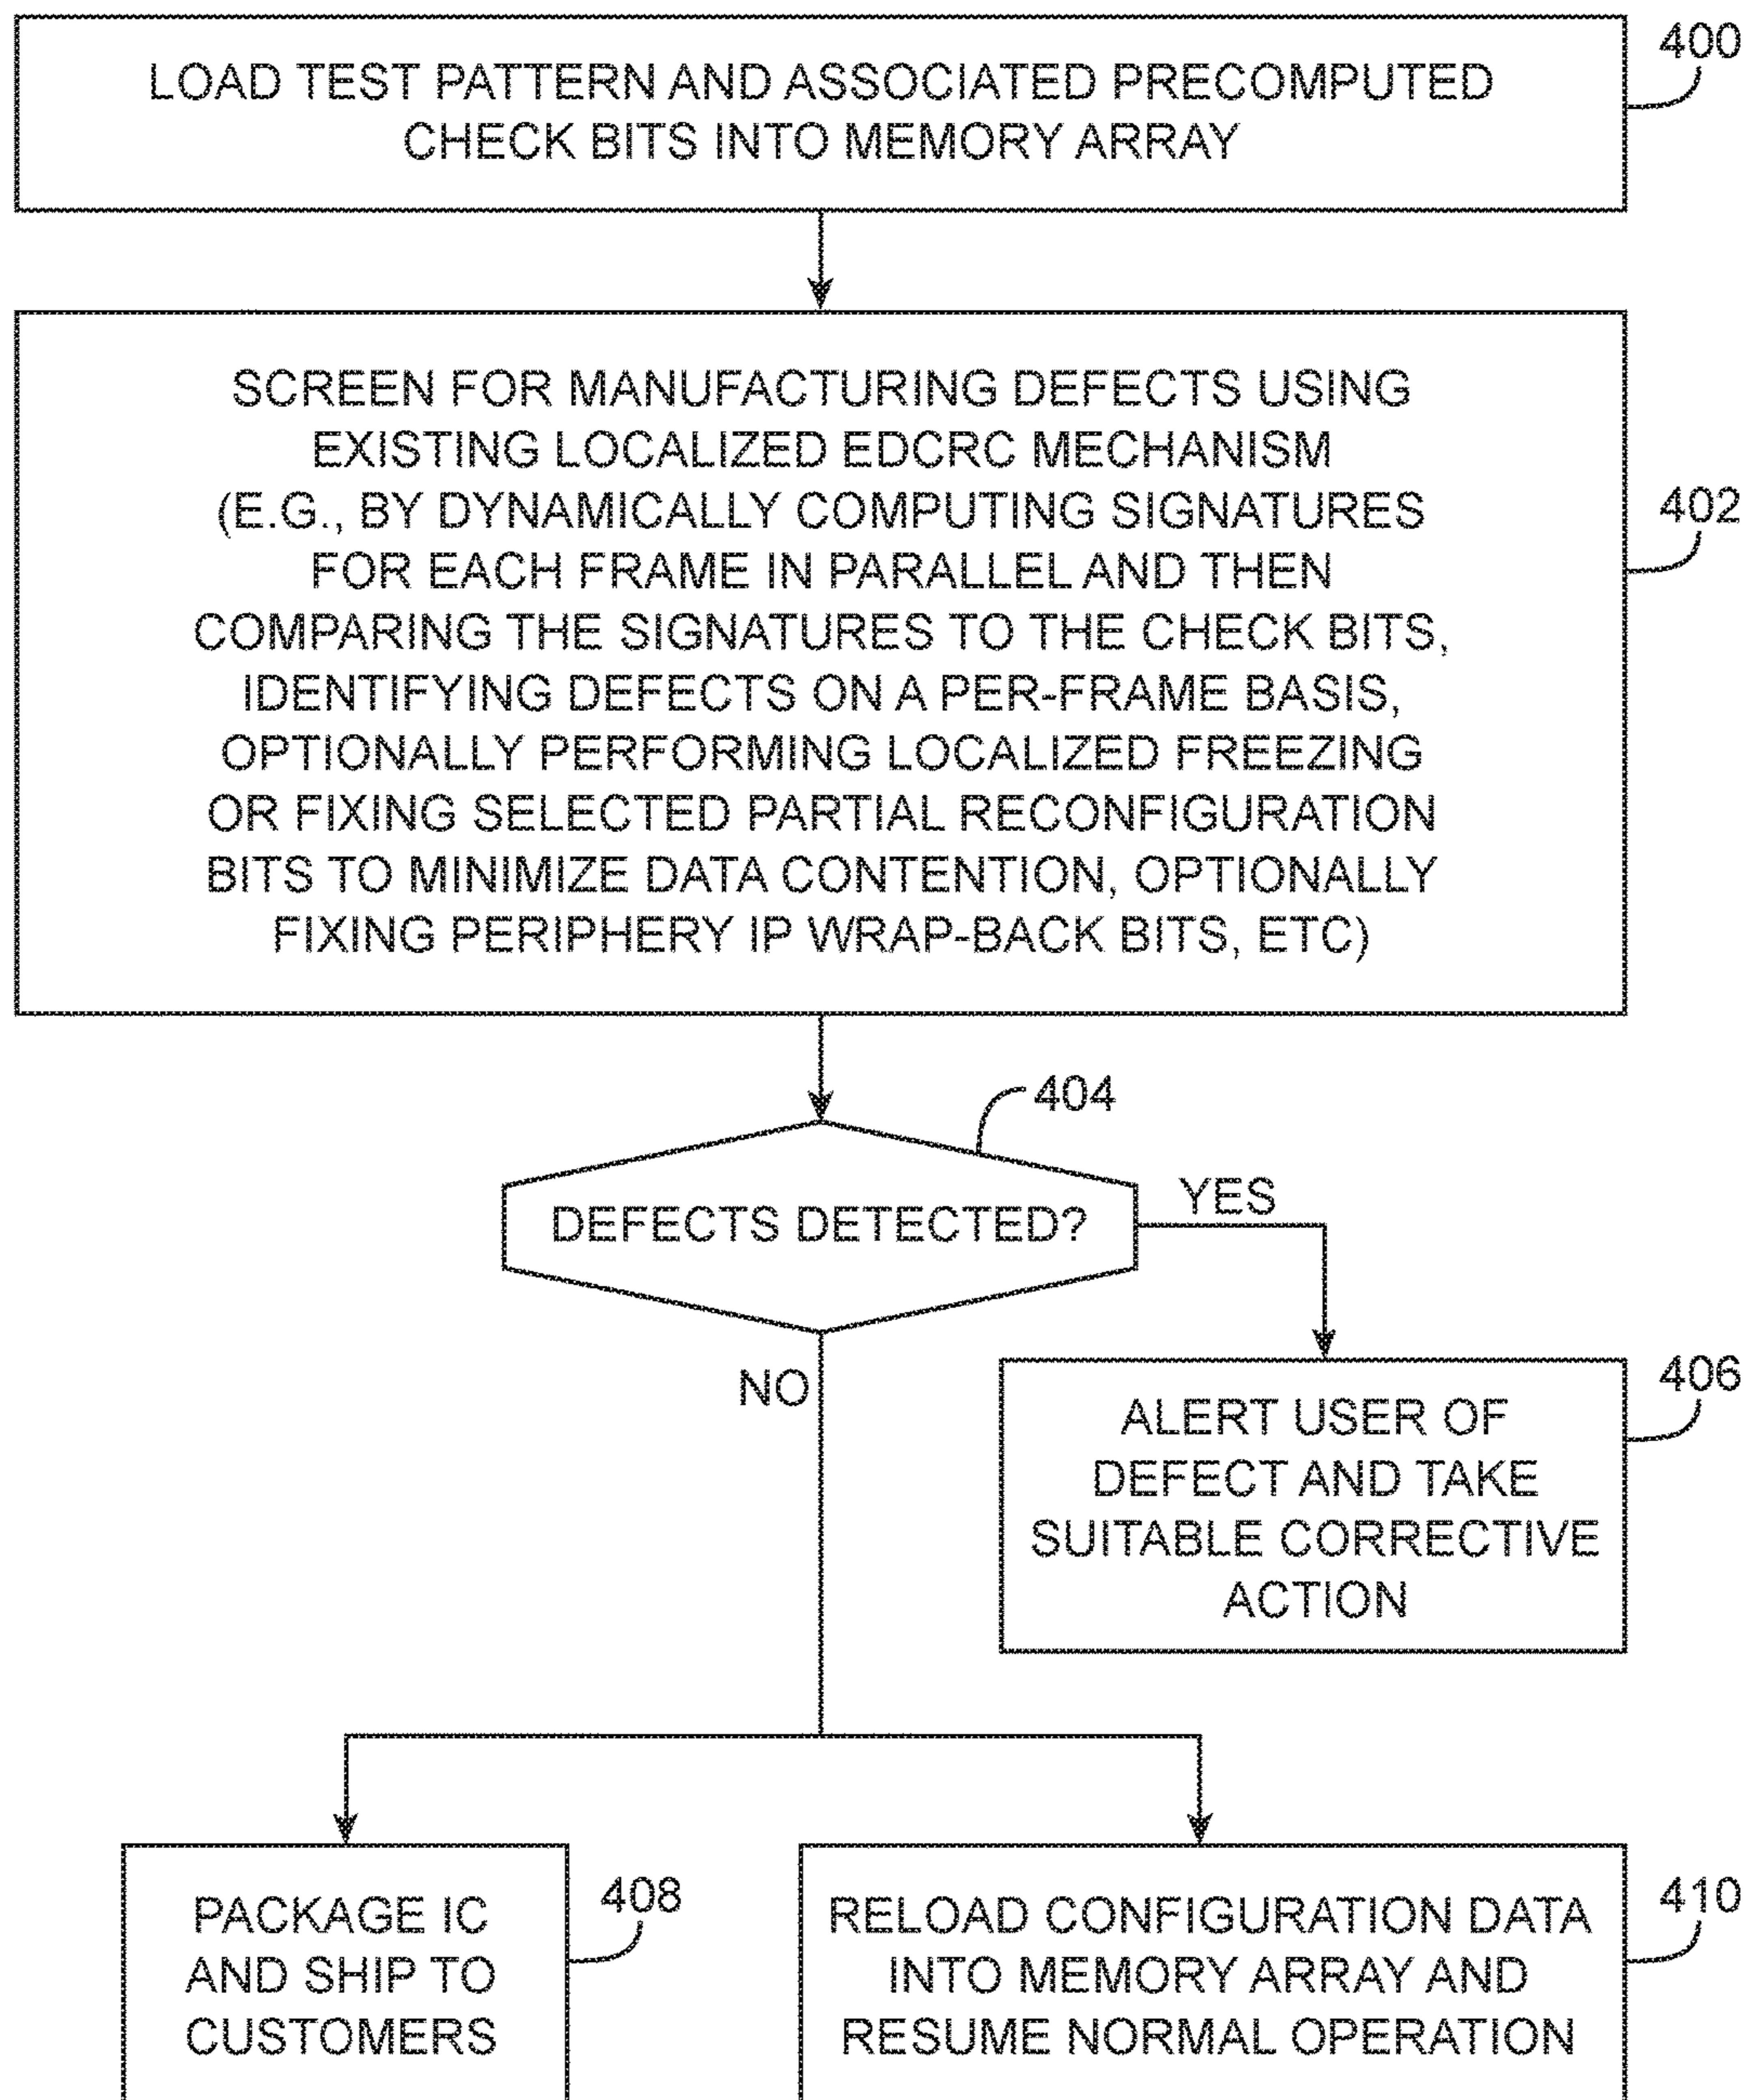 400
LOAD TEST PATTERN AND ASSOCIATED PRECOMPUTED
CHECK BITS INTO MEMORY ARRAY
SCREEN FOR MANUFACTURING DEFECTS USING
EXISTING LOCALIZED EDCRC MECHANISM
(E.G., BY DYNAMICALLY COMPUTING SIGNATURES
FOR EACH FRAME IN PARALLEL AND THEN
COMPARING THE SIGNATURES TO THE CHECK BITS,
IDENTIFYING DEFECTS ON A PER-FRAME BASIS,
OPTIONALLY PERFORMING LOCALIZED FREEZING
OR FIXING SELECTED PARTIAL RECONFIGURATION
BITS TO MINIMIZE DATA CONTENTION, OPTIONALLY
FIXING PERIPHERY IP WRAP-BACK BITS, ETC)
402
404
DEFECTS DETECTED?
YES
NO
406
ALERT USER OF
DEFECT AND TAKE
SUITABLE CORRECTIVE
ACTION
408
PACKAGE IC
AND SHIP TO
CUSTOMERS
410
RELOAD CONFIGURATION DATA
INTO MEMORY ARRAY AND
RESUME NORMAL OPERATION